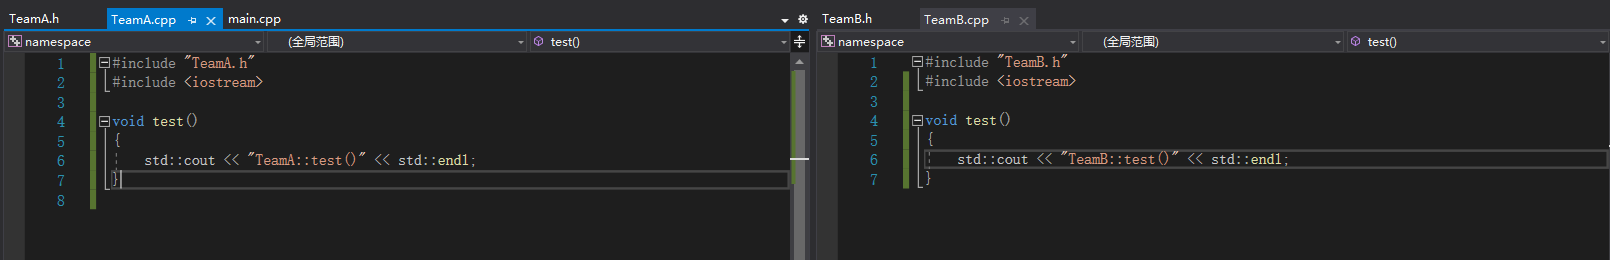 TeamA.h TeamA.cpp main.cpp
namespace (全局范围) test()
1 #include "TeamA.h"
2 #include <iostream>
3
4 void test()
5 {
6 std::cout << "TeamA::test()" << std::endl;
7 }
8
TeamB.h TeamB.cpp
namespace (全局范围) test()
1 #include "TeamB.h"
2 #include <iostream>
3
4 void test()
5 {
6 std::cout << "TeamB::test()" << std::endl;
7 }